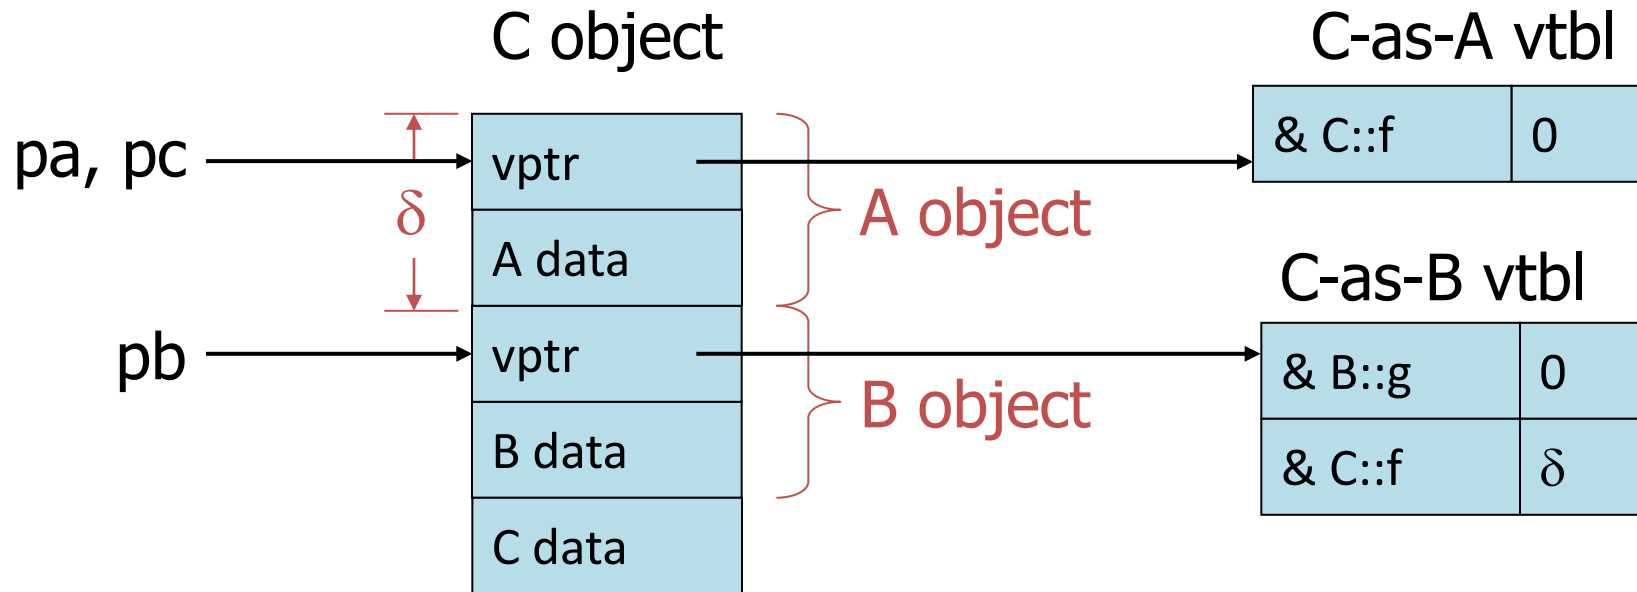 C object
C-as-A vtbl
pa, pc
δ
vptr
A data
A object
& C::f 0
C-as-B vtbl
pb
vptr
B data
C data
B object
& B::g 0
& C::f δ